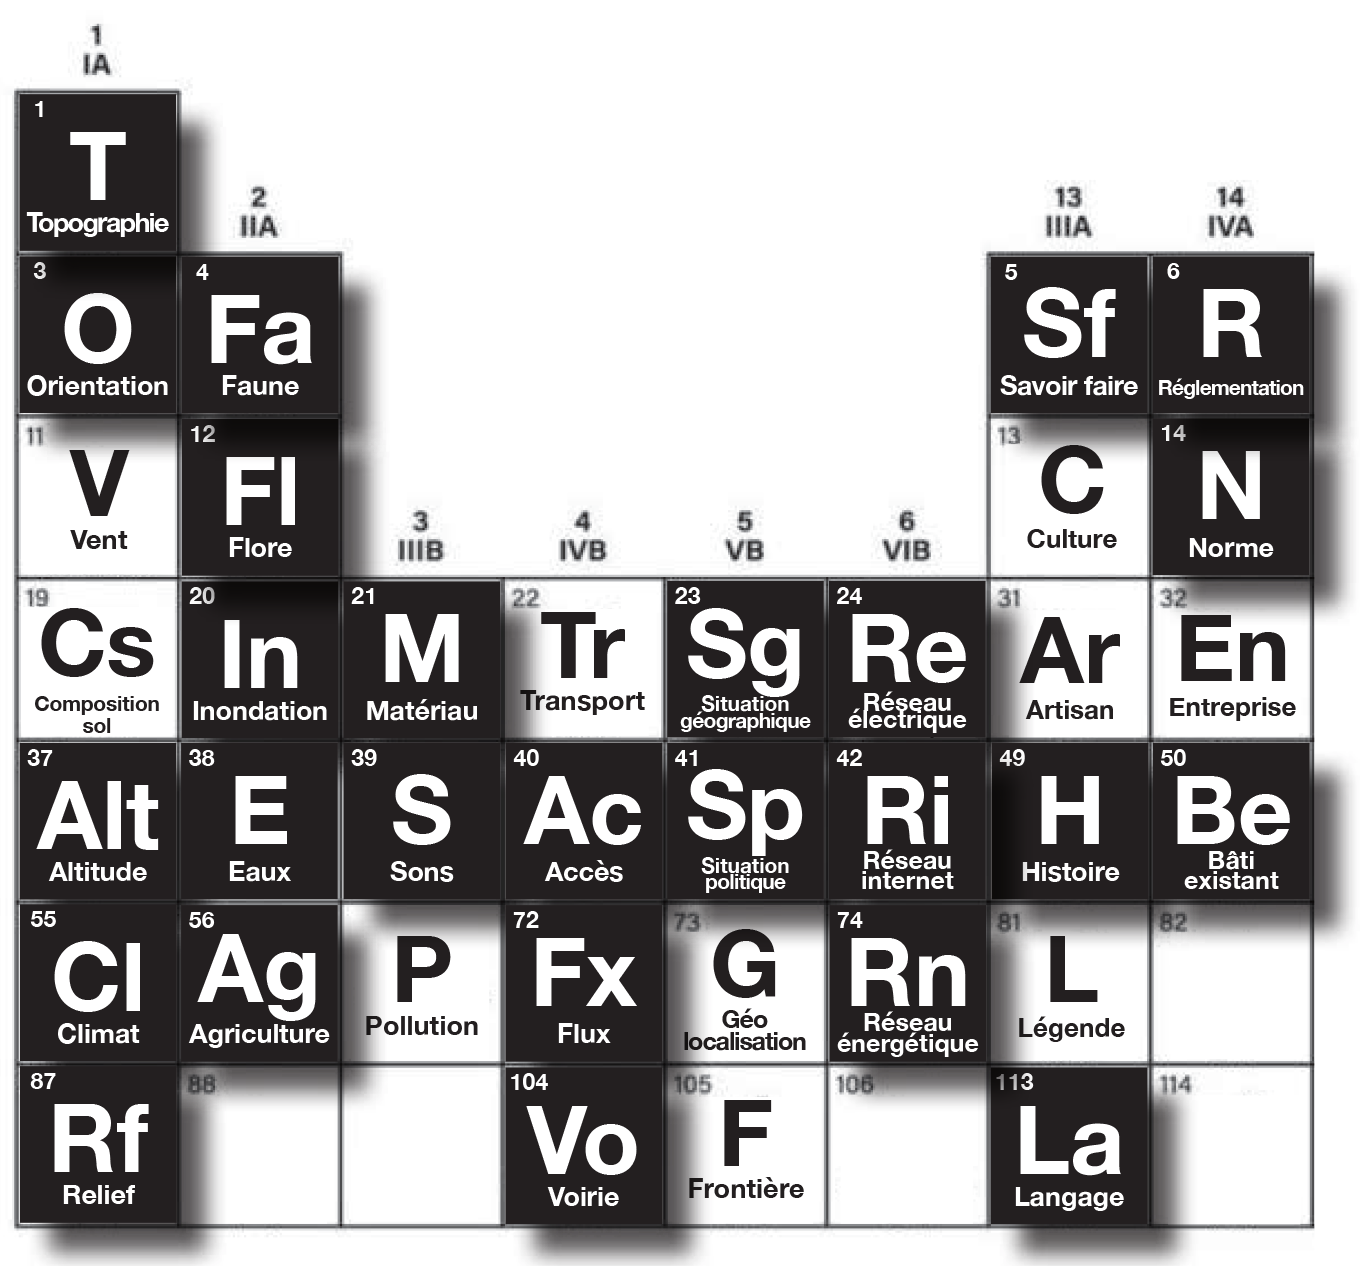 1
IA
1
T
Topographie
2
IIA
13
IIIA
14
IVA
3
O
Orientation
4
Fa
Faune
5
Sf
Savoir faire
6
R
Réglementation
11
V
Vent
12
Fl
Flore
3
IIIB
4
IVB
5
VB
6
VIB
13
C
Culture
14
N
Norme
19
Cs
Composition
sol
20
In
Inondation
21
M
Matériau
22
Tr
Transport
23
Sg
Situation
géographique
24
Re
Réseau
électrique
31
Ar
Artisan
32
En
Entreprise
37
Alt
Altitude
38
E
Eaux
39
S
Sons
40
Ac
Accès
41
Sp
Situation
politique
42
Ri
Réseau
internet
49
H
Histoire
50
Be
Bâti
existant
55
Cl
Climat
56
Ag
Agriculture
P
Pollution
72
Fx
Flux
73
G
Géo
localisation
74
Rn
Réseau
énergétique
81
L
Légende
82
87
Rf
Relief
88
104
Vo
Voirie
105
F
Frontière
106
113
La
Langage
114